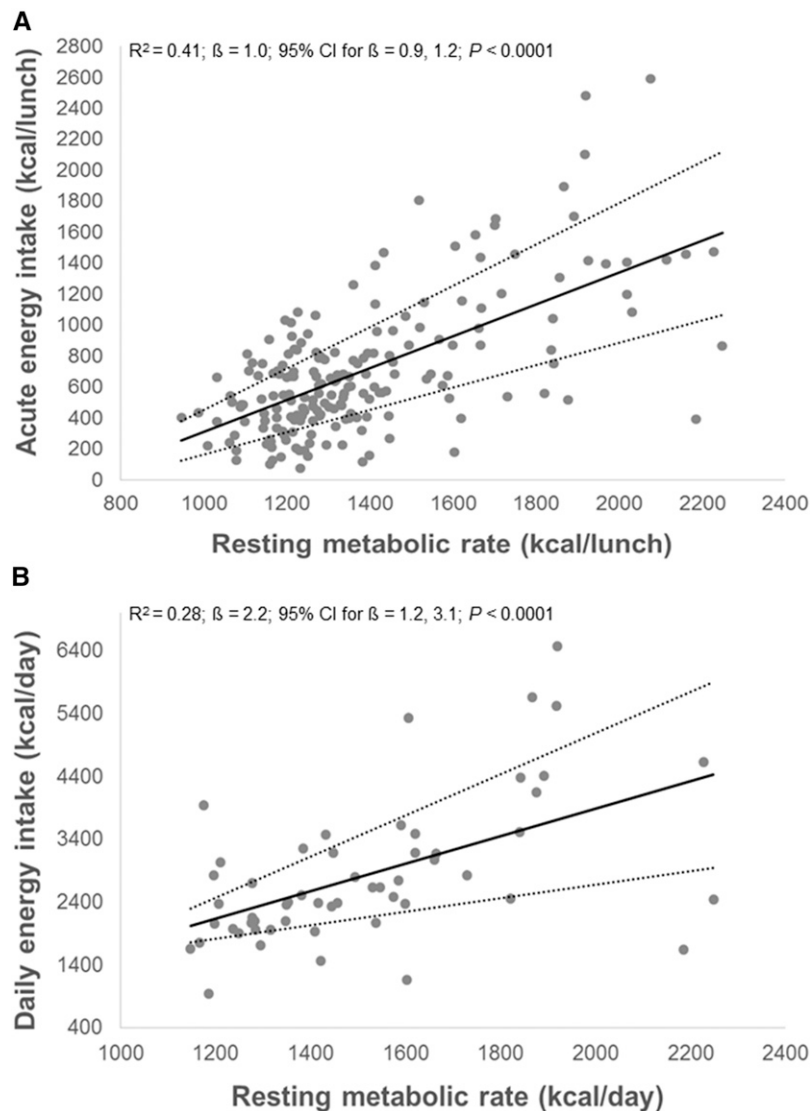 A
R² = 0.41; ß = 1.0; 95% CI for ß = 0.9, 1.2; P < 0.0001
Acute energy intake (kcal/lunch)
2800
2600
2400
2200
2000
1800
1600
1400
1200
1000
800
600
400
200
0
800 1000 1200 1400 1600 1800 2000 2200 2400
Resting metabolic rate (kcal/lunch)
B
R² = 0.28; ß = 2.2; 95% CI for ß = 1.2, 3.1; P < 0.0001
Daily energy intake (kcal/day)
6400
5400
4400
3400
2400
1400
400
1000 1200 1400 1600 1800 2000 2200 2400
Resting metabolic rate (kcal/day)